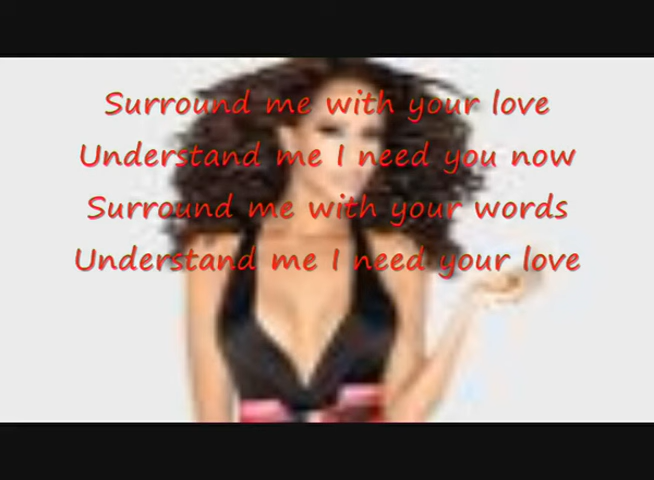 Surround me with your love
Understand me I need you now
Surround me with your words
Understand me I need your love